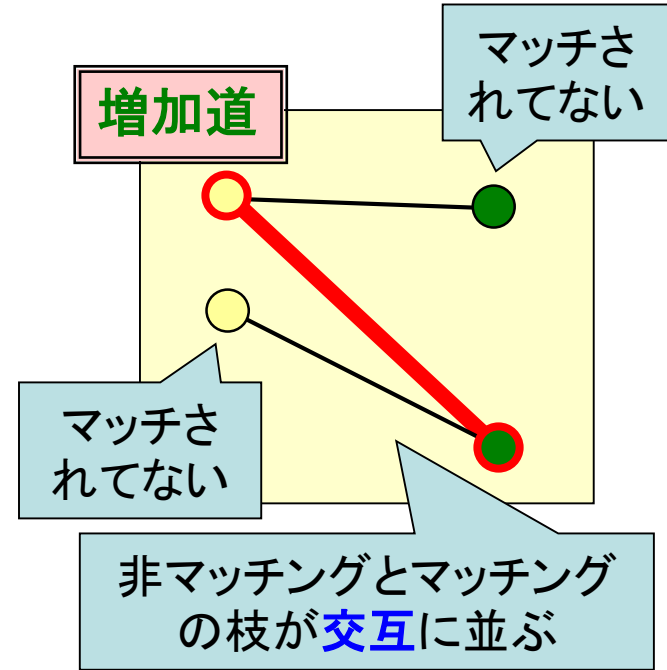 マッチさ
れてない
増加道
マッチさ
れてない
非マッチングとマッチング
の枝が交互に並ぶ